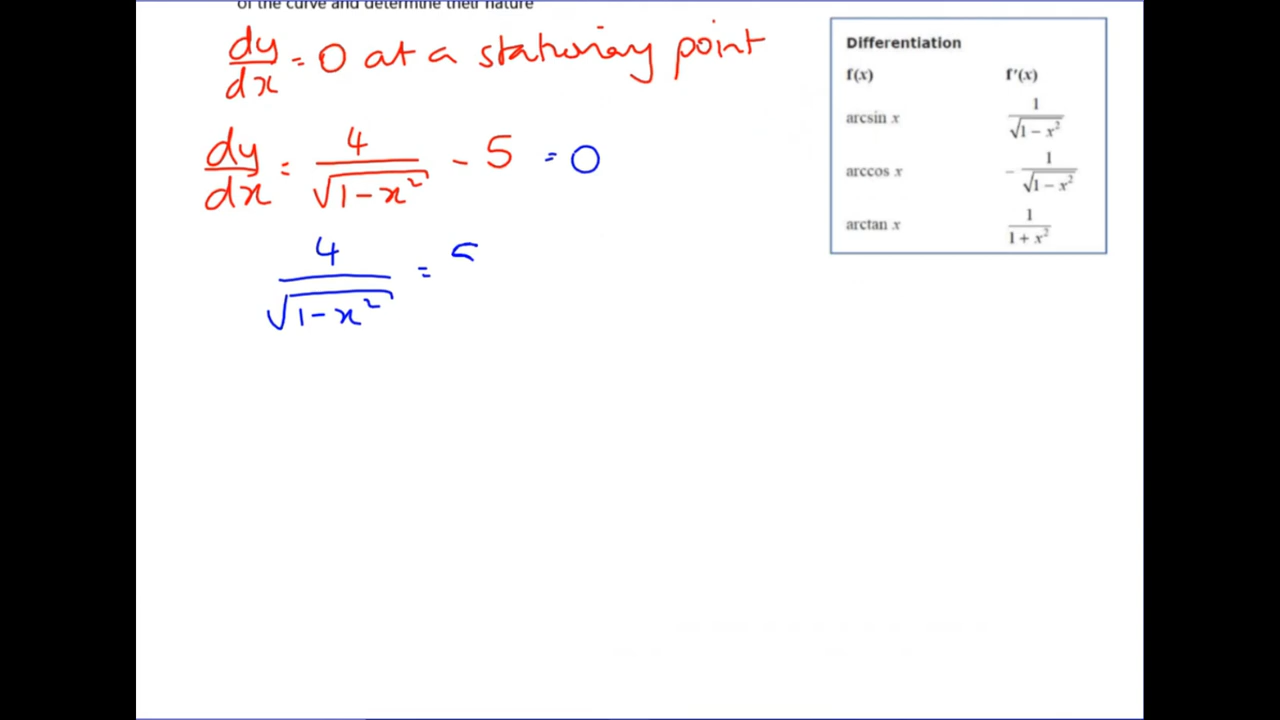 of the curve and determine their nature
dy/dx = 0 at a stationary point
dy/dx = 4/√(1-x²) - 5 = 0
4/√(1-x²) =
Differentiation
f(x) f'(x)
arcsin x 1/√(1 - x²)
arccos x - 1/√(1 - x²)
arctan x 1/(1 + x²)